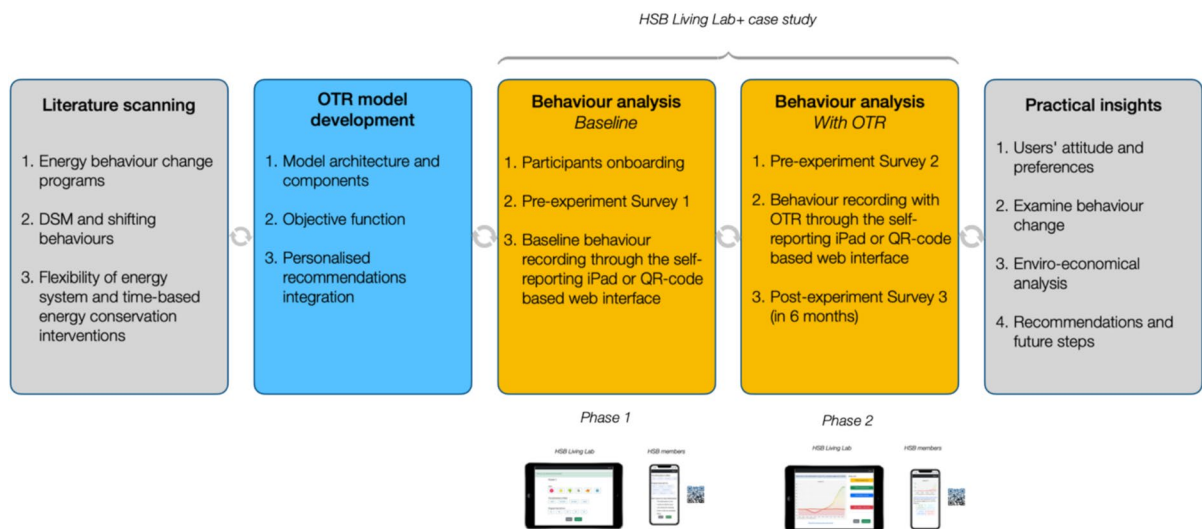 HSB Living Lab+ case study
Literature scanning
1. Energy behaviour change
programs
2. DSM and shifting
behaviours
3. Flexibility of energy
system and time-based
energy conservation
interventions
OTR model
development
1. Model architecture and
components
2. Objective function
3. Personalised
recommendations
integration
Behaviour analysis
Baseline
1. Participants onboarding
2. Pre-experiment Survey 1
3. Baseline behaviour
recording through the self-
reporting iPad or QR-code
based web interface
Behaviour analysis
With OTR
1. Pre-experiment Survey 2
2. Behaviour recording with
OTR through the self-
reporting iPad or QR-code
based web interface
3. Post-experiment Survey 3
(in 6 months)
Practical insights
1. Users' attitude and
preferences
2. Examine behaviour
change
3. Enviro-economical
analysis
4. Recommendations and
future steps
Phase 1
HSB Living Lab
HSB members
Phase 2
HSB Living Lab
HSB members